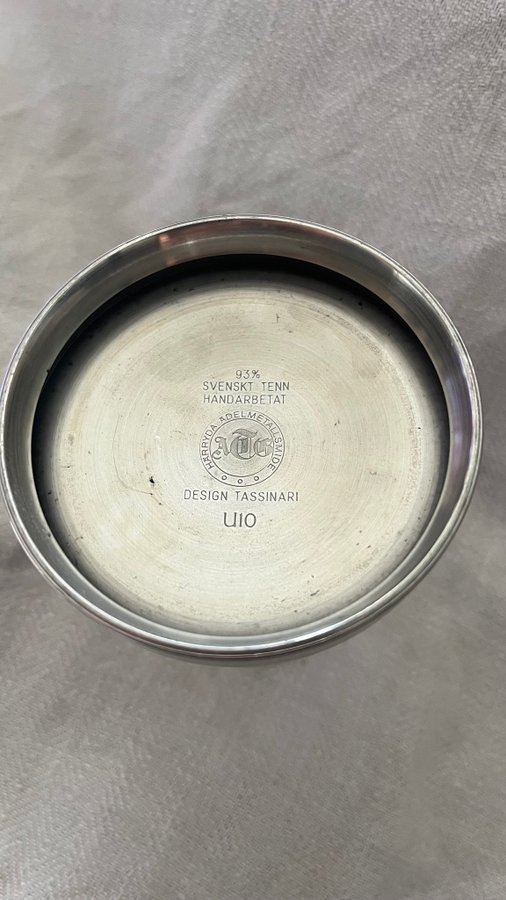 93%
SVENSKT TENN
HANDARBETAT
HÄRRYDA ÄDELMETALLSMIDE
DESIGN TASSINARI
U10